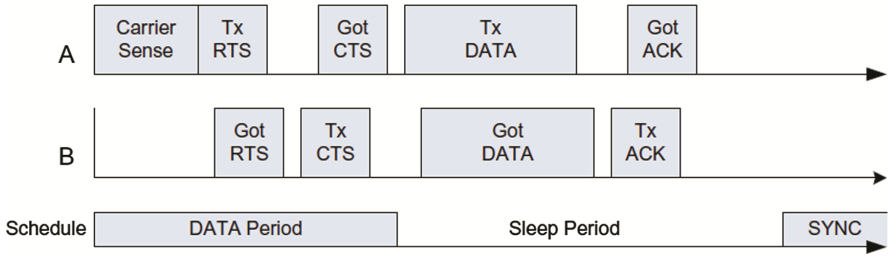 A
Carrier
Sense
Tx
RTS
Got
CTS
Tx
DATA
Got
ACK
B
Got
RTS
Tx
CTS
Got
DATA
Tx
ACK
Schedule
DATA Period
Sleep Period
SYNC